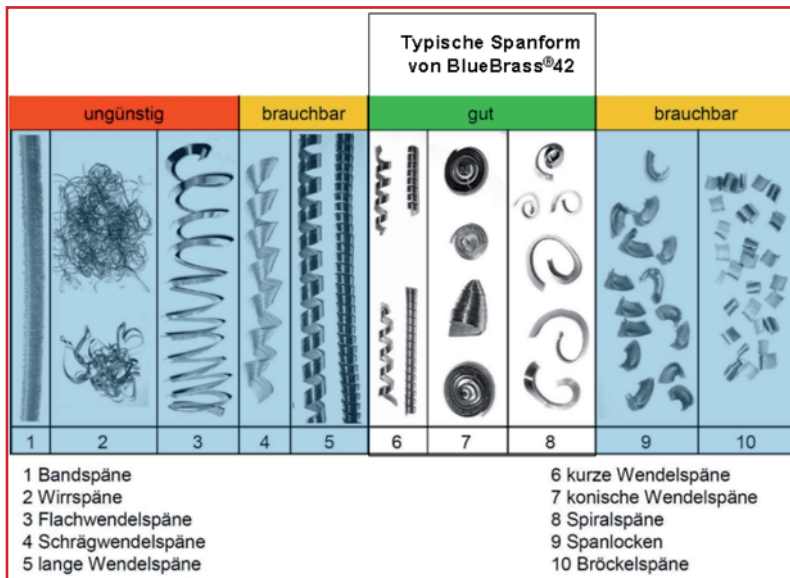 Typische Spanform
von BlueBrass®42
ungünstig brauchbar gut brauchbar
1 2 3 4 5 6 7 8 9 10
1 Bandspäne
2 Wirrspäne
3 Flachwendelspäne
4 Schrägwendelspäne
5 lange Wendelspäne
6 kurze Wendelspäne
7 konische Wendelspäne
8 Spiralspäne
9 Spanlocken
10 Bröckelspäne